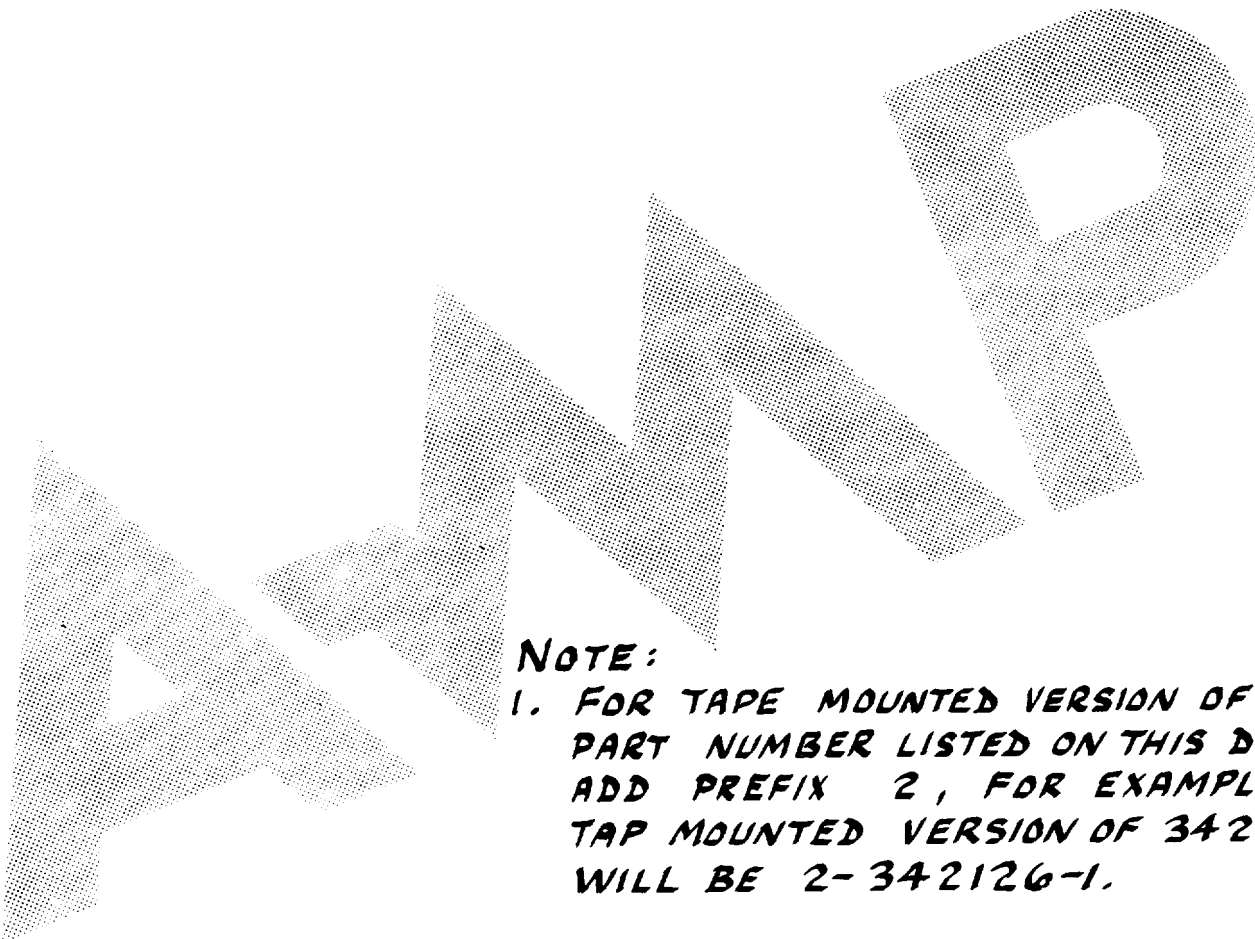 AMP
NOTE:
1. FOR TAPE MOUNTED VERSION OF
PART NUMBER LISTED ON THIS D
ADD PREFIX 2, FOR EXAMPL
TAP MOUNTED VERSION OF 342
WILL BE 2-342126-1.